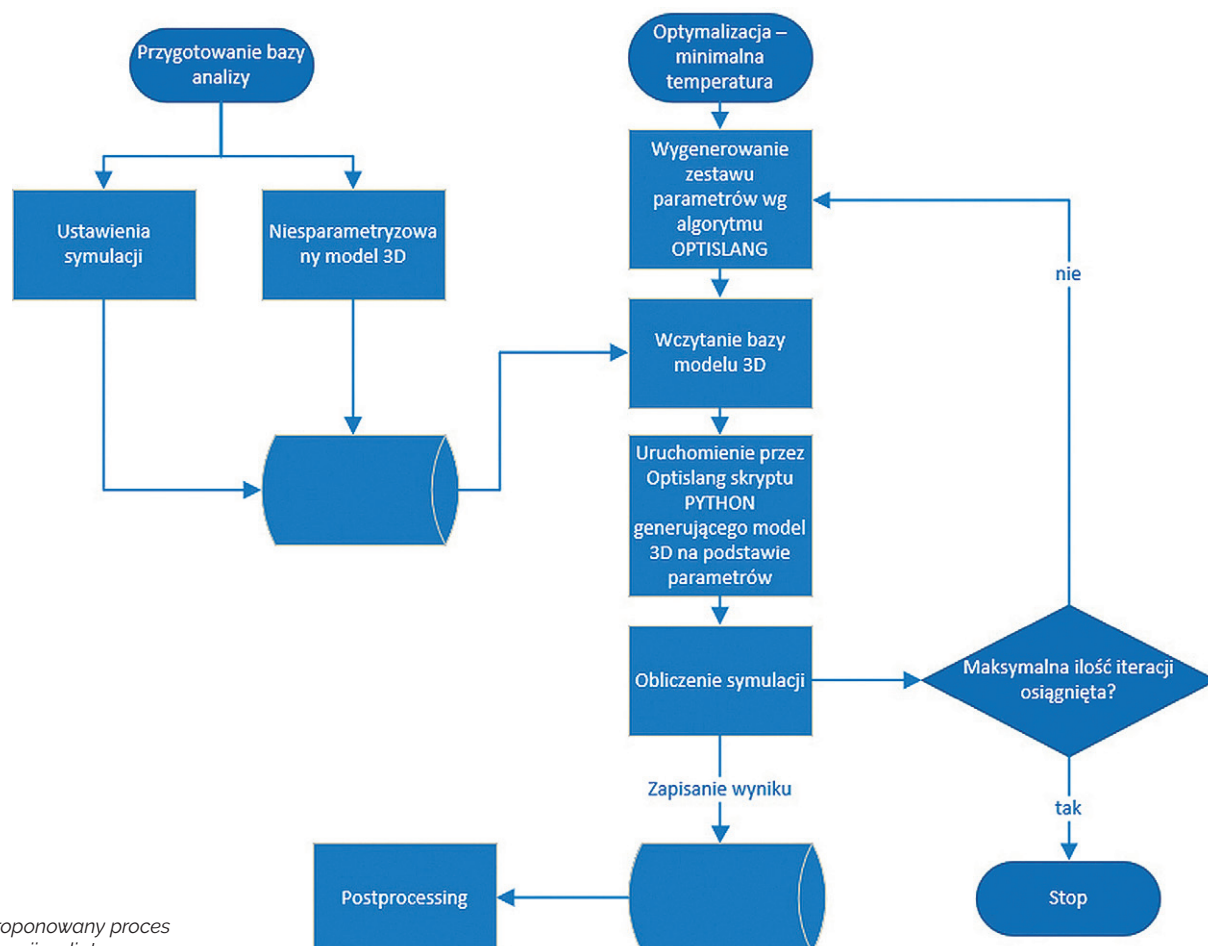 Przygotowanie bazy
analizy
Ustawienia
symulacji
Niesparametryzowa
ny model 3D
Optymalizacja –
minimalna
temperatura
Wygenerowanie
zestawu
parametrów wg
algorytmu
OPTISLANG
Wczytanie bazy
modelu 3D
Uruchomienie przez
Optislang skryptu
PYTHON
generującego model
3D na podstawie
parametrów
Obliczenie symulacji
Maksymalna ilość iteracji
osiągnięta?
nie
tak
Stop
Zapisanie wyniku
Postprocessing
proces